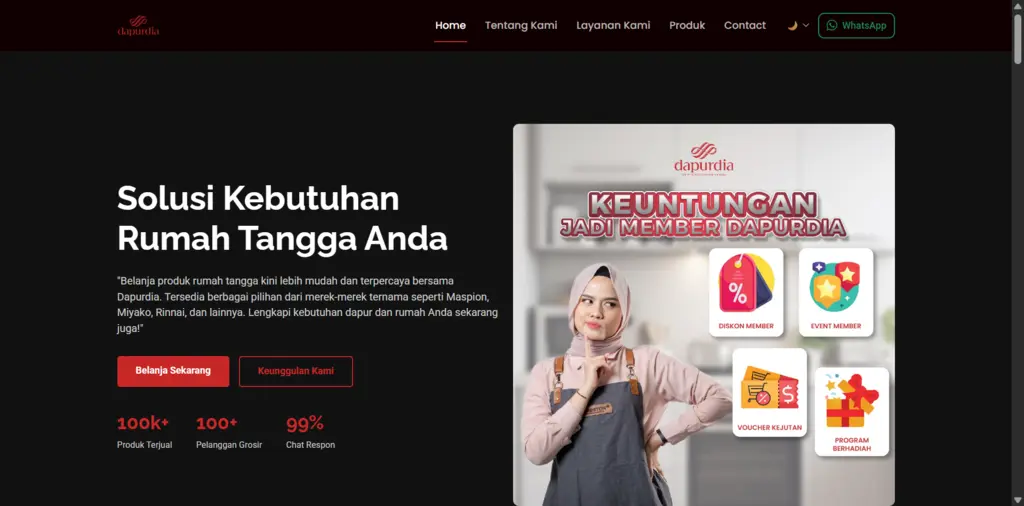 dapurdia
Home Tentang Kami Layanan Kami Produk Contact WhatsApp
Solusi Kebutuhan
Rumah Tangga Anda
"Belanja produk rumah tangga kini lebih mudah dan terpercaya bersama
Dapurdia. Tersedia berbagai pilihan dari merek-merek ternama seperti Maspion,
Miyako, Rinnai, dan lainnya. Lengkapi kebutuhan dapur dan rumah Anda sekarang
juga!"
Belanja Sekarang Keunggulan Kami
100k+ 100+ 99%
Produk Terjual Pelanggan Grosir Chat Respon
dapurdia
KEUNTUNGAN
JADI MEMBER DAPURDIA
%
DISKON MEMBER
EVENT MEMBER
$
VOUCHER KEJUTAN
PROGRAM
BERHADIAH